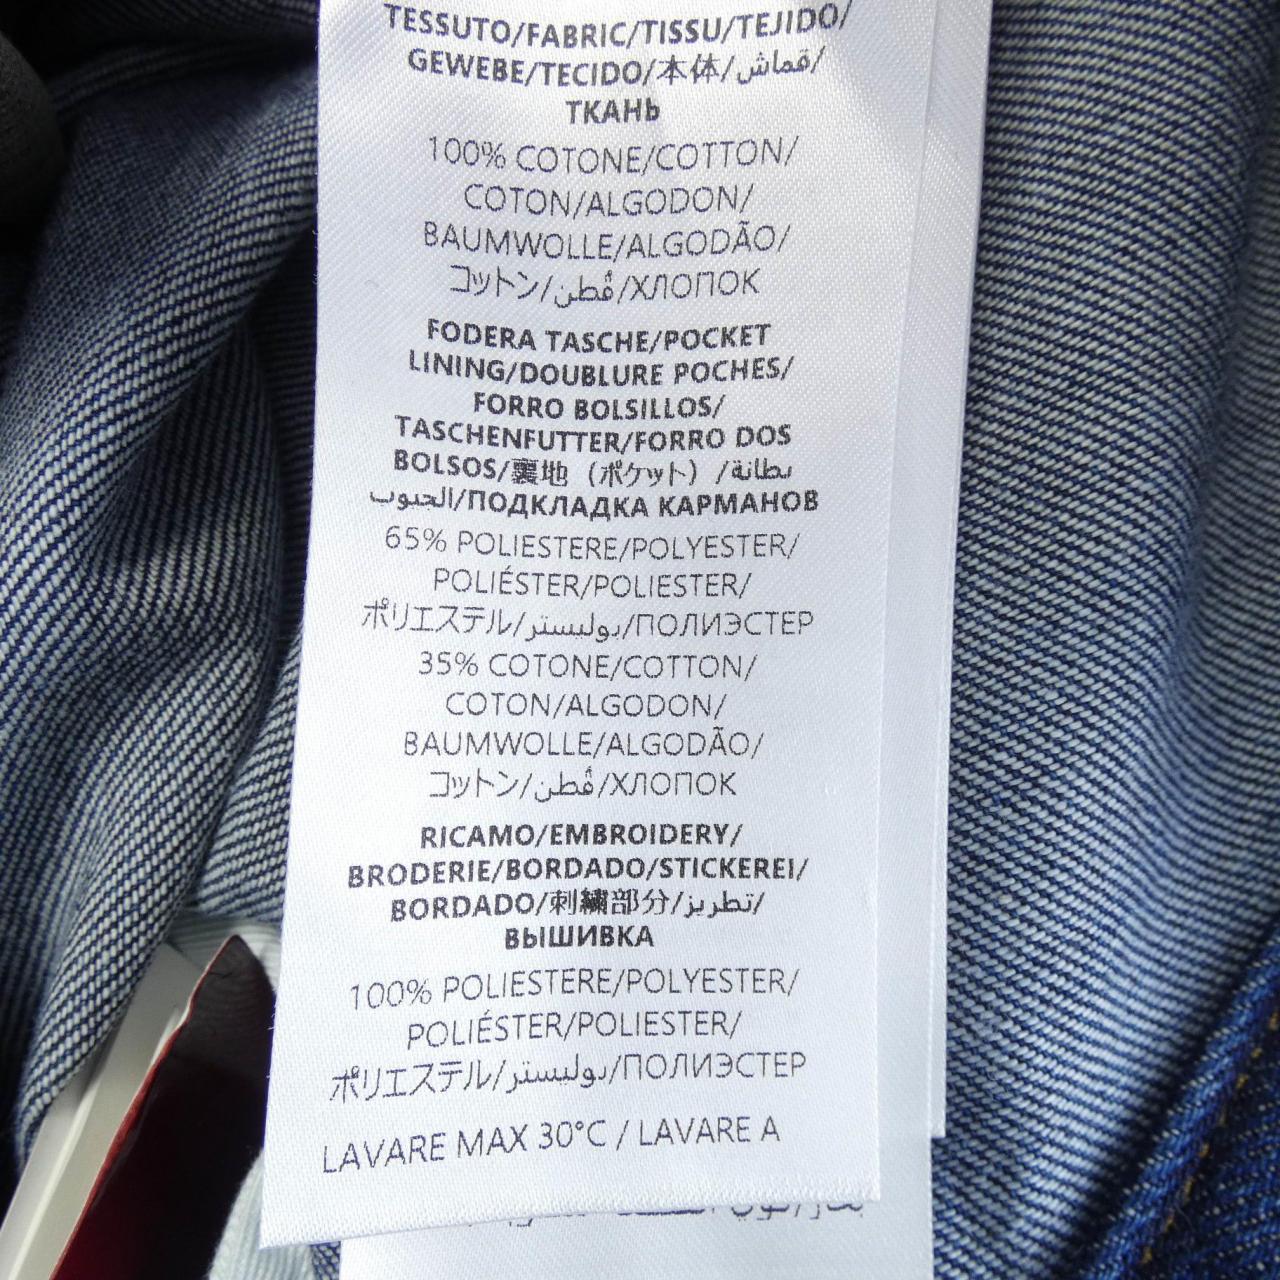 TESSUTO/FABRIC/TISSU/TEJIDO/
GEWEBE/TECIDO/本体/قماش/
ТКАНЬ
100% COTONE/COTTON/
COTON/ALGODON/
BAUMWOLLE/ALGODÃO/
コットン/قُطن/ХЛОПОК
FODERA TASCHE/POCKET
LINING/DOUBLURE POCHES/
FORRO BOLSILLOS/
TASCHENFUTTER/FORRO DOS
BOLSOS/裏地 (ポケット) /بطانة
الجيوب/ПОДКЛАДКА КАРМАНОВ
65% POLIESTERE/POLYESTER/
POLIÉSTER/POLIESTER/
ポリエステル/بوليستر/ПОЛИЭСТЕР
35% COTONE/COTTON/
COTON/ALGODON/
BAUMWOLLE/ALGODÃO/
コットン/قُطن/ХЛОПОК
RICAMO/EMBROIDERY/
BRODERIE/BORDADO/STICKEREI/
BORDADO/刺繍部分/تطريز/
ВЫШИВКА
100% POLIESTERE/POLYESTER/
POLIÉSTER/POLIESTER/
ポリエステル/بوليستر/ПОЛИЭСТЕР
LAVARE MAX 30°C / LAVARE A